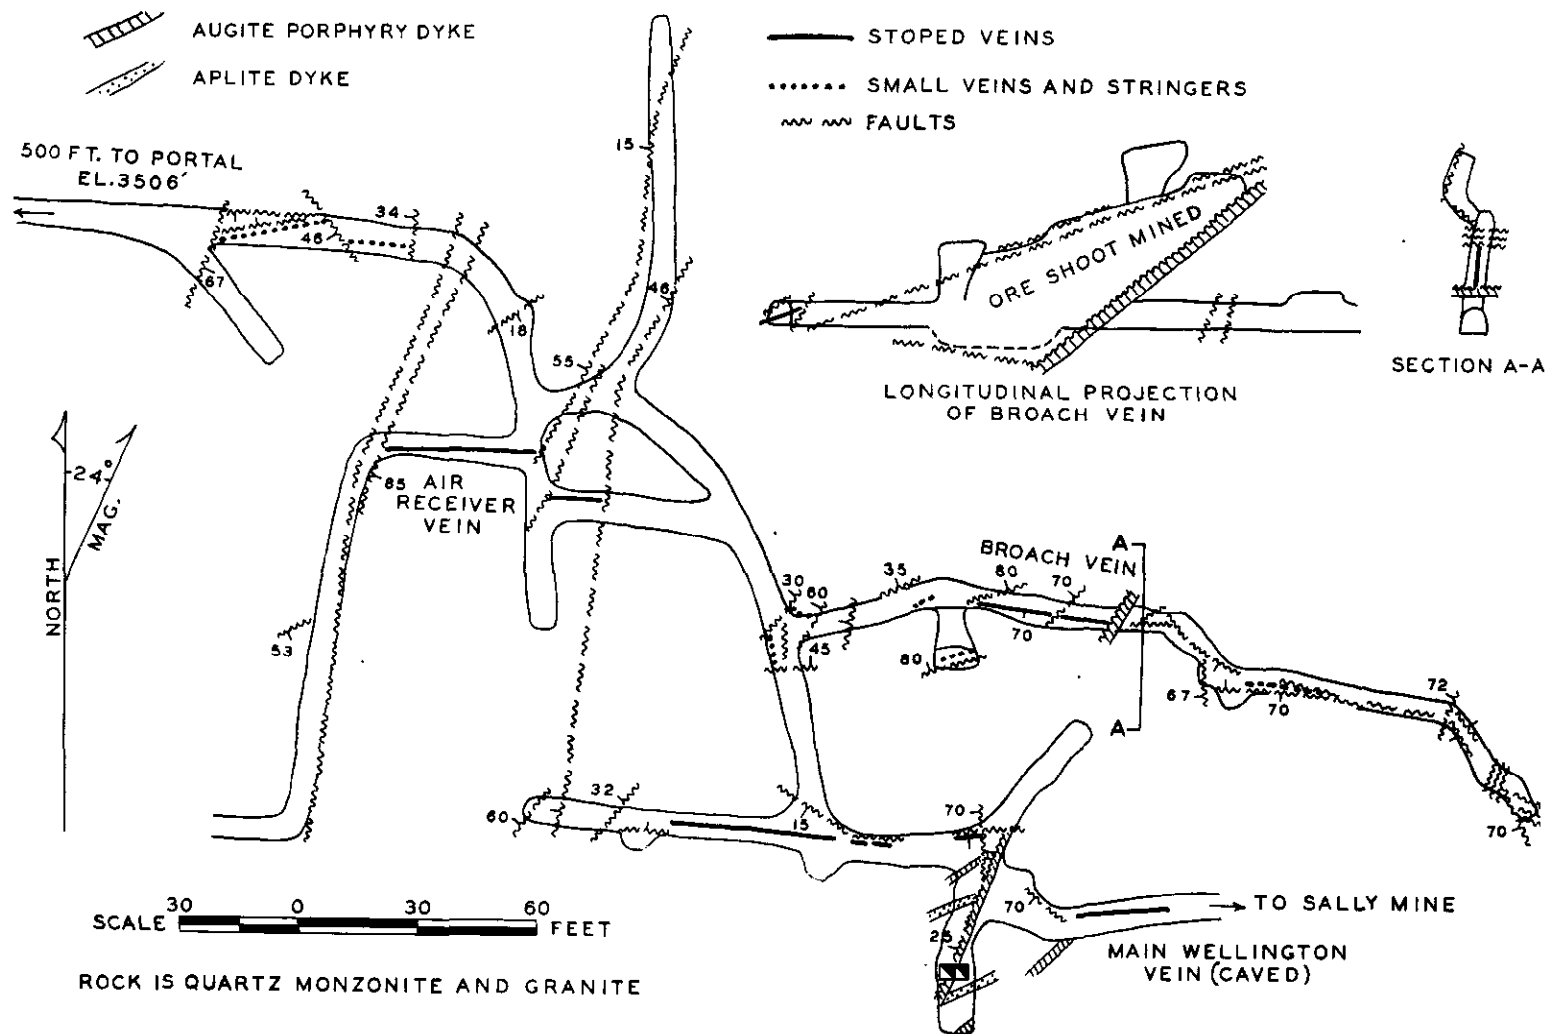 AUGITE PORPHYRY DYKE
APLITE DYKE
STOPED VEINS
SMALL VEINS AND STRINGERS
FAULTS
500 FT. TO PORTAL
EL.3506'
34
46
67
18
15
46
55
ORE SHOOT MINED
LONGITUDINAL PROJECTION
OF BROACH VEIN
SECTION A-A
24°
MAG.
NORTH
85
AIR
RECEIVER
VEIN
53
BROACH VEIN
A
A
30
60
45
35
80
70
70
80
67
70
72
70
60
32
15
70
70
25
TO SALLY MINE
MAIN WELLINGTON
VEIN (CAVED)
SCALE 30 0 30 60 FEET
ROCK IS QUARTZ MONZONITE AND GRANITE